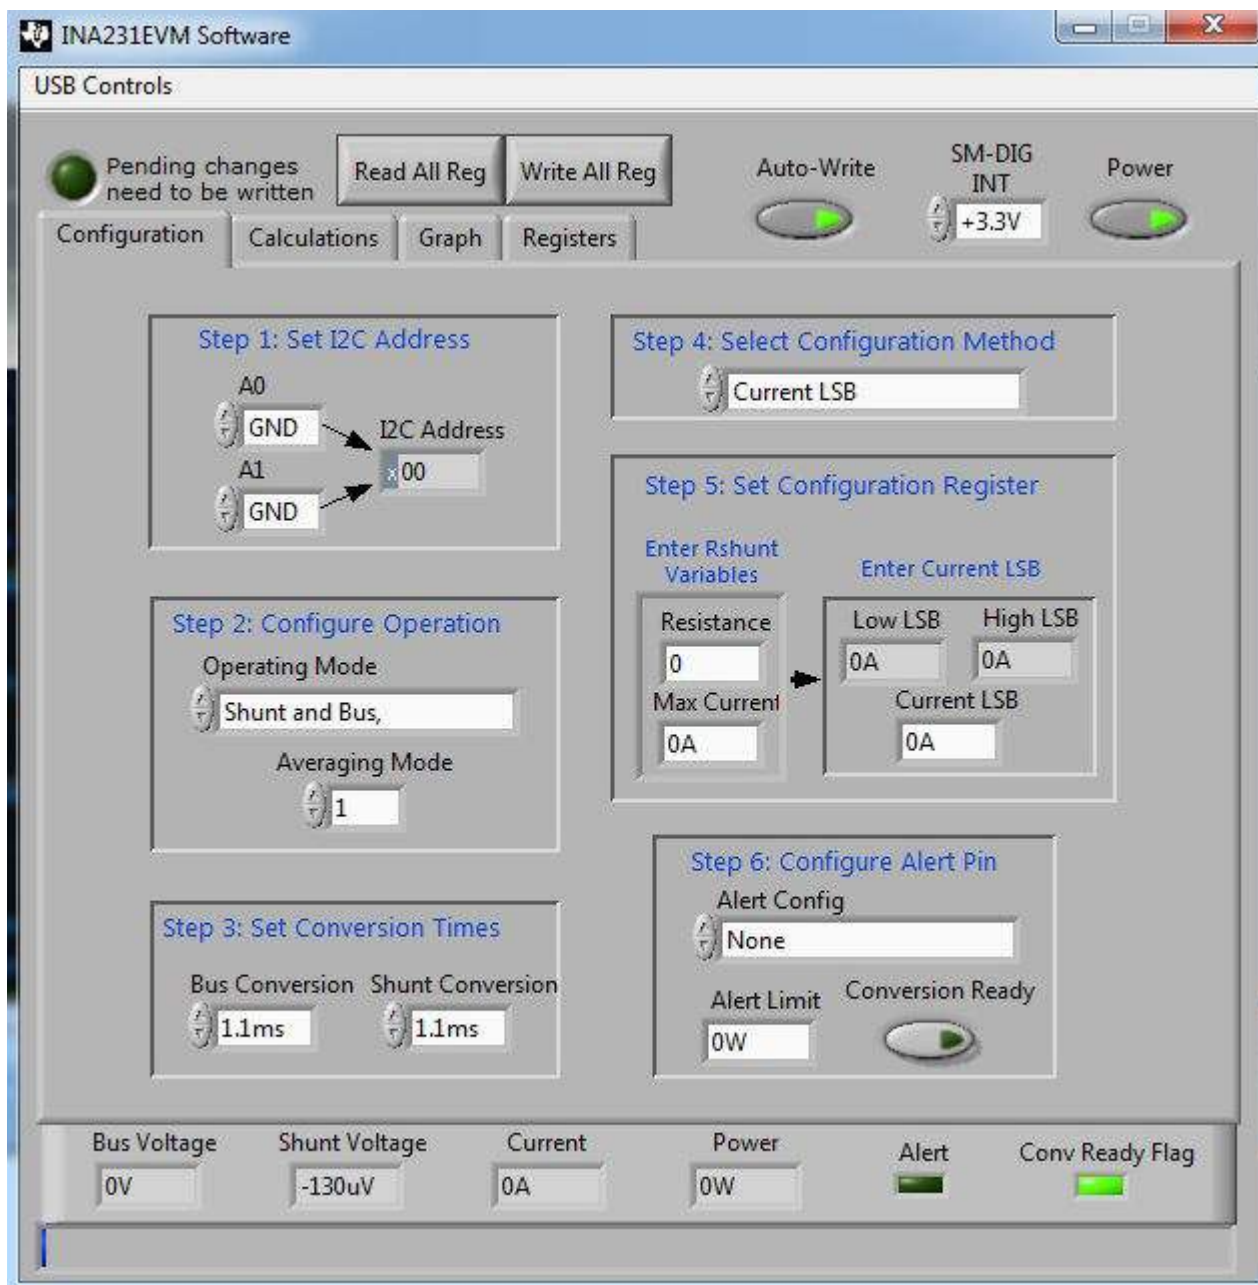 INA231EVM Software
USB Controls
Pending changes
need to be written
Read All Reg
Write All Reg
Auto-Write
SM-DIG
INT
+3.3V
Power
Configuration
Calculations
Graph
Registers
Step 1: Set I2C Address
A0
GND
I2C Address
x00
A1
GND
Step 2: Configure Operation
Operating Mode
Shunt and Bus,
Averaging Mode
1
Step 3: Set Conversion Times
Bus Conversion
Shunt Conversion
1.1ms
1.1ms
Step 4: Select Configuration Method
Current LSB
Step 5: Set Configuration Register
Enter Rshunt
Variables
Resistance
0
Max Current
0A
Enter Current LSB
Low LSB
High LSB
0A
0A
Current LSB
0A
Step 6: Configure Alert Pin
Alert Config
None
Alert Limit
0W
Conversion Ready
Bus Voltage
Shunt Voltage
Current
Power
Alert
Conv Ready Flag
0V
-130uV
0A
0W